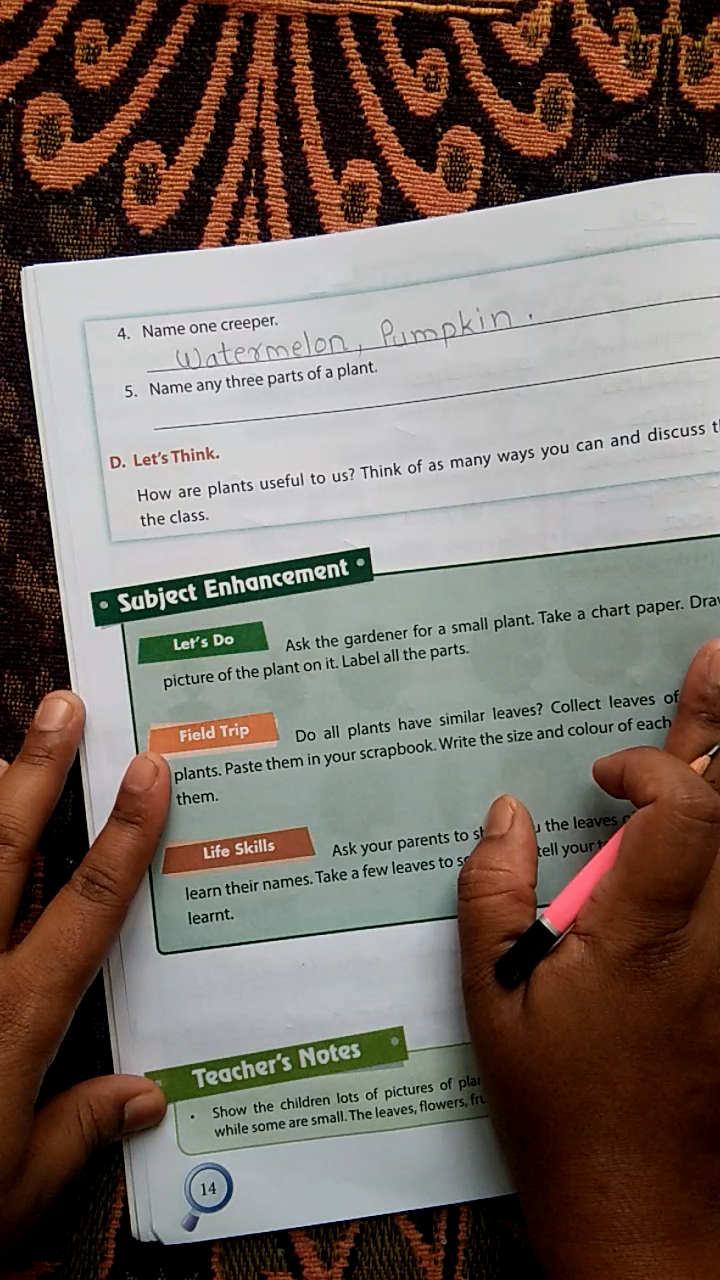 4. Name one creeper.
Watermelon, Pumpkin.
5. Name any three parts of a plant.
D. Let's Think.
How are plants useful to us? Think of as many ways you can and discuss
the class.
• Subject Enhancement •
Let's Do Ask the gardener for a small plant. Take a chart paper.
picture of the plant on it. Label all the parts.
Field Trip Do all plants have similar leaves? Collect leaves of
plants. Paste them in your scrapbook. Write the size and colour of each
them.
Life Skills Ask your parents to the leaves
learn their names. Take a few leaves to tell your
learnt.
Teacher's Notes
• Show the children lots of pictures of
while some are small. The leaves, flowers,
14